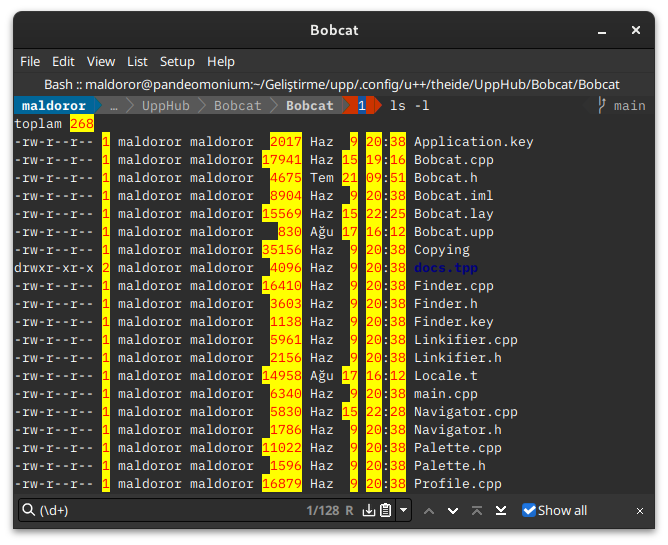 Bobcat
File Edit View List Setup Help
Bash :: maldoror@pandeomonium:~/Geliştirme/upp/.config/u++/theide/UppHub/Bobcat/Bobcat
maldoror … UppHub Bobcat Bobcat 1 ls -l main
toplam 268
-rw-r--r-- 1 maldoror maldoror 2017 Haz 9 20:38 Application.key
-rw-r--r-- 1 maldoror maldoror 17941 Haz 15 19:16 Bobcat.cpp
-rw-r--r-- 1 maldoror maldoror 4675 Tem 21 09:51 Bobcat.h
-rw-r--r-- 1 maldoror maldoror 8904 Haz 9 20:38 Bobcat.iml
-rw-r--r-- 1 maldoror maldoror 15569 Haz 15 22:25 Bobcat.lay
-rw-r--r-- 1 maldoror maldoror 830 Ağu 17 16:12 Bobcat.upp
-rw-r--r-- 1 maldoror maldoror 35156 Haz 9 20:38 Copying
drwxr-xr-x 2 maldoror maldoror 4096 Haz 9 20:38 docs.tpp
-rw-r--r-- 1 maldoror maldoror 16410 Haz 9 20:38 Finder.cpp
-rw-r--r-- 1 maldoror maldoror 3603 Haz 9 20:38 Finder.h
-rw-r--r-- 1 maldoror maldoror 1138 Haz 9 20:38 Finder.key
-rw-r--r-- 1 maldoror maldoror 5961 Haz 9 20:38 Linkifier.cpp
-rw-r--r-- 1 maldoror maldoror 2156 Haz 9 20:38 Linkifier.h
-rw-r--r-- 1 maldoror maldoror 14958 Ağu 17 16:12 Locale.t
-rw-r--r-- 1 maldoror maldoror 6340 Haz 9 20:38 main.cpp
-rw-r--r-- 1 maldoror maldoror 5830 Haz 15 22:28 Navigator.cpp
-rw-r--r-- 1 maldoror maldoror 1786 Haz 9 20:38 Navigator.h
-rw-r--r-- 1 maldoror maldoror 11022 Haz 9 20:38 Palette.cpp
-rw-r--r-- 1 maldoror maldoror 1596 Haz 9 20:38 Palette.h
-rw-r--r-- 1 maldoror maldoror 16879 Haz 9 20:38 Profile.cpp
(\d+) 1/128 R Show all